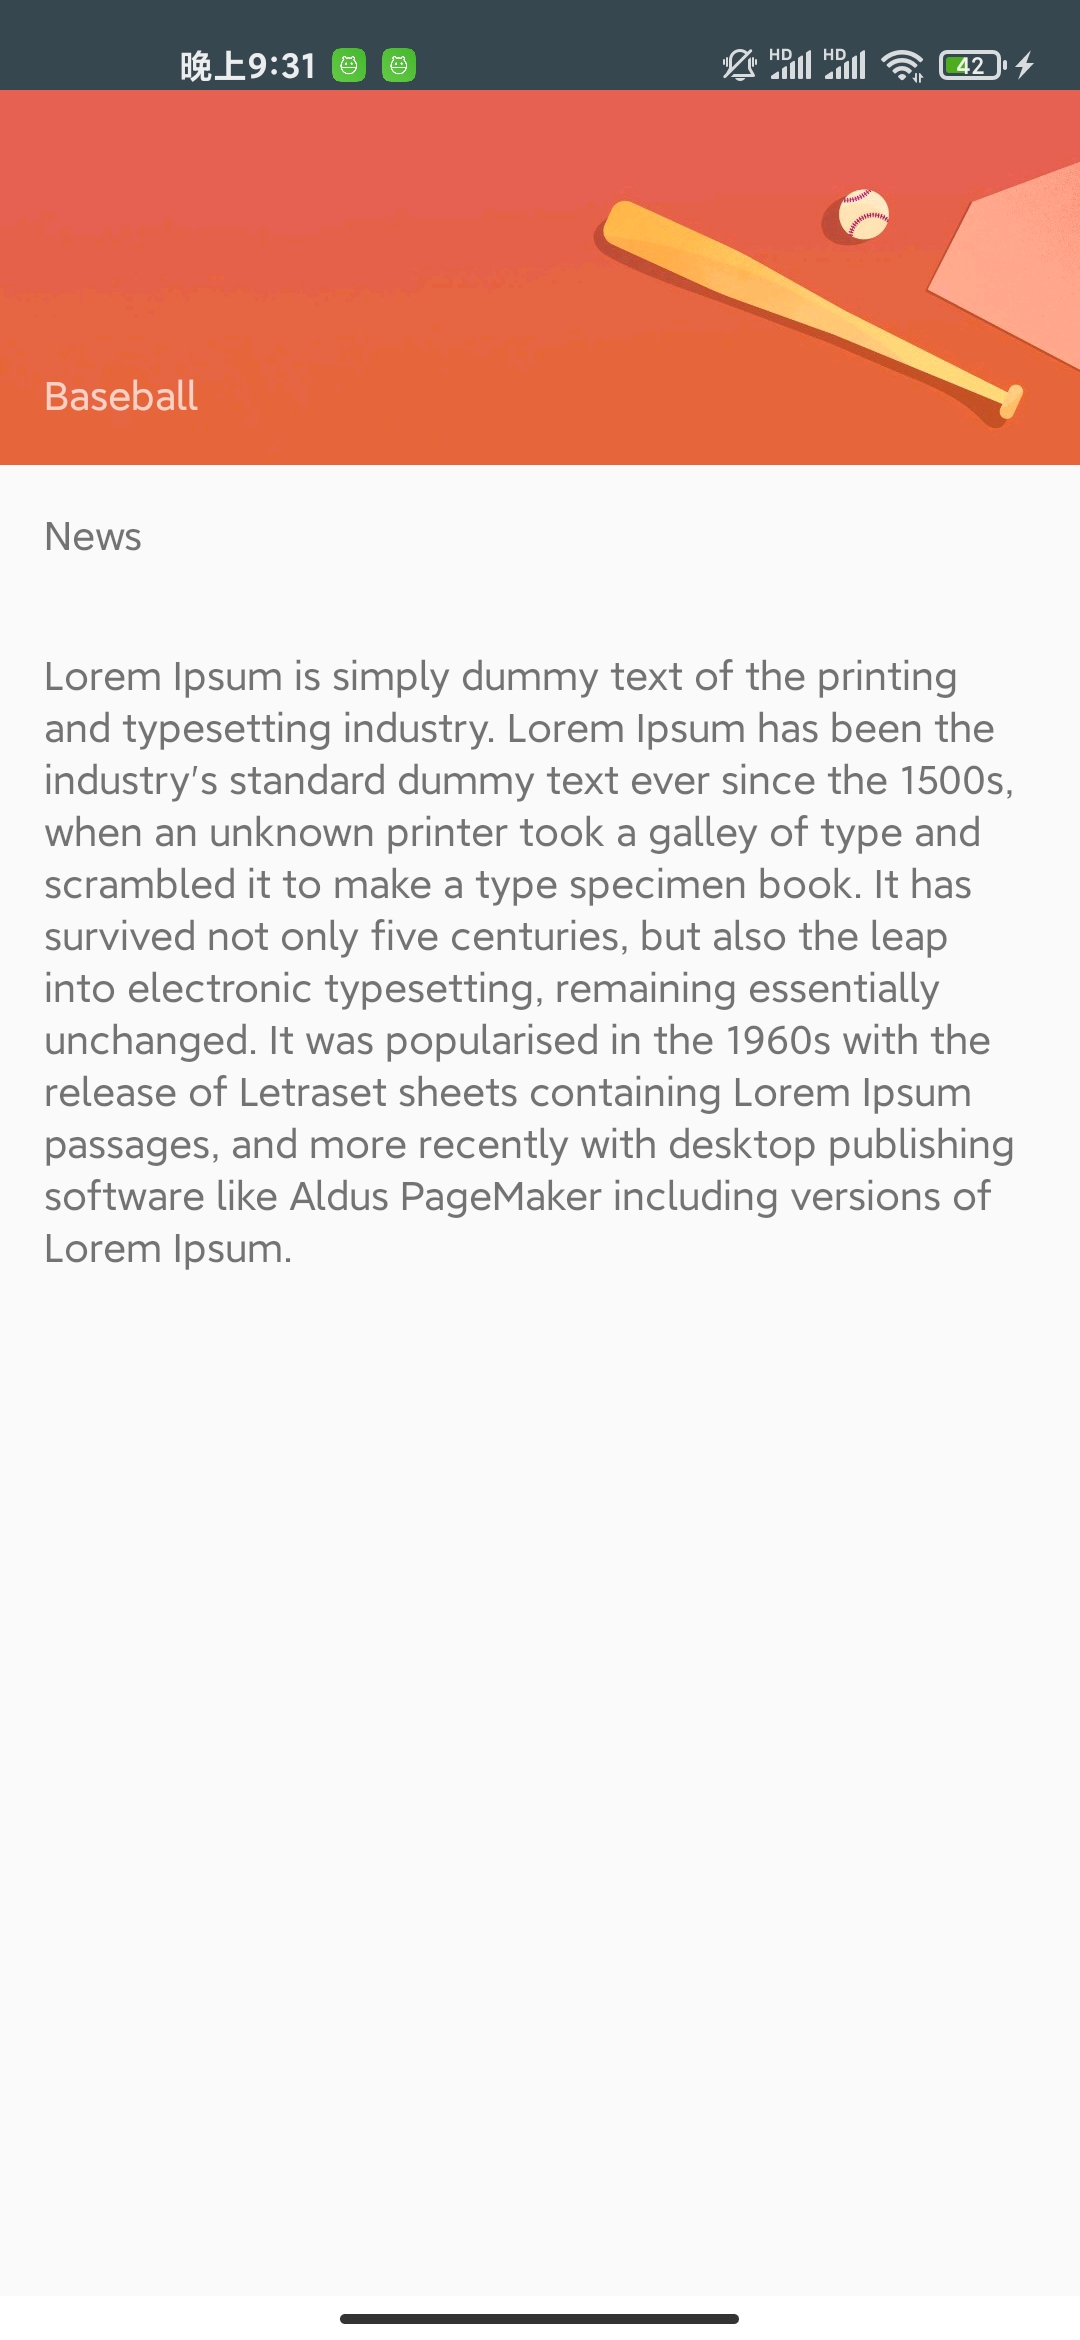 晚上9:31 HD HD 42
Baseball
News
Lorem Ipsum is simply dummy text of the printing
and typesetting industry. Lorem Ipsum has been the
industry's standard dummy text ever since the 1500s,
when an unknown printer took a galley of type and
scrambled it to make a type specimen book. It has
survived not only five centuries, but also the leap
into electronic typesetting, remaining essentially
unchanged. It was popularised in the 1960s with the
release of Letraset sheets containing Lorem Ipsum
passages, and more recently with desktop publishing
software like Aldus PageMaker including versions of
Lorem Ipsum.